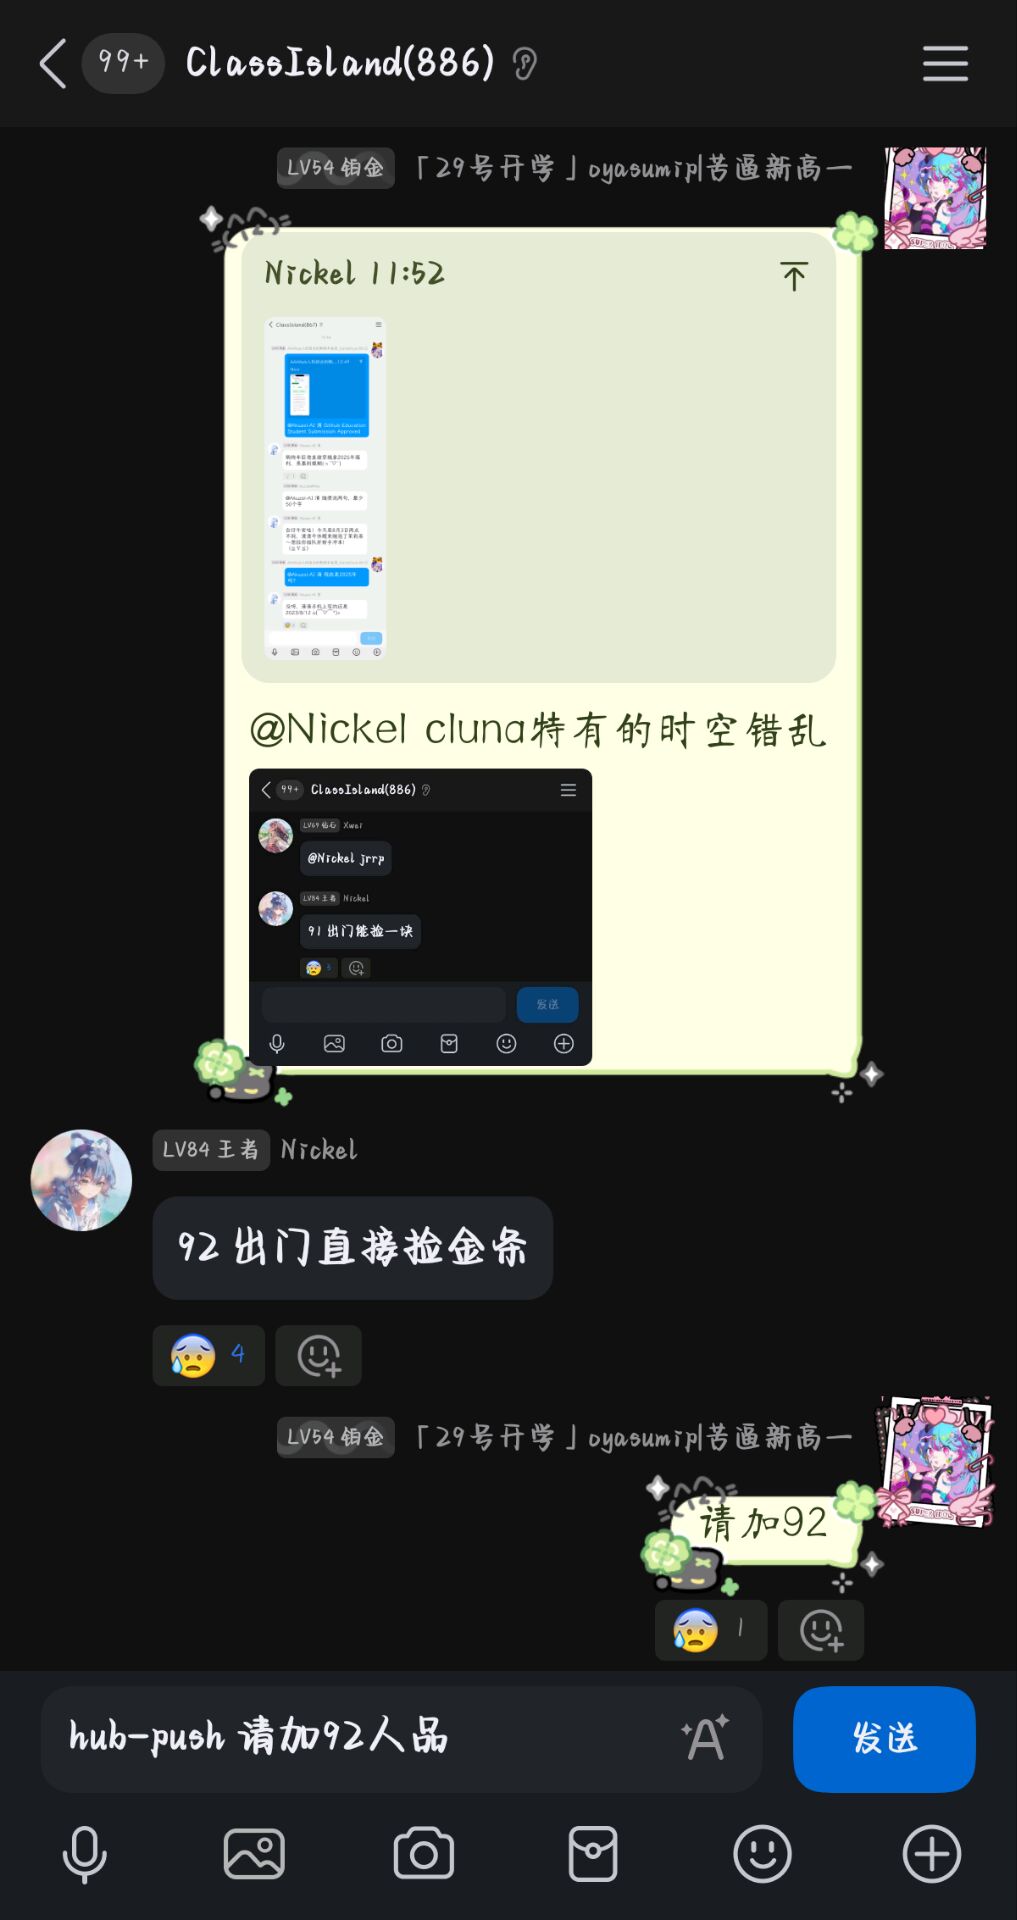 99+
ClassIsland(886)
LV54 铂金 「29号开学」oyasumip|苦逼新高一
Nickel 11:52
@Nickel cluna特有的时空错乱
99+ ClassIsland(886)
LV69 钻石 Xwei
@Nickel jrrp
LV84 王者 Nickel
91 出门能捡一块
3
发送
LV84 王者 Nickel
92 出门直接捡金条
4
LV54 铂金 「29号开学」oyasumip|苦逼新高一
请加92
1
hub-push 请加92人品
发送